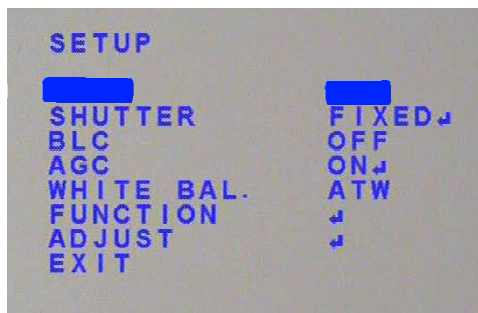 SETUP
SHUTTER FIXED↵
BLC OFF
AGC ON↵
WHITE BAL. ATW
FUNCTION ↵
ADJUST ↵
EXIT